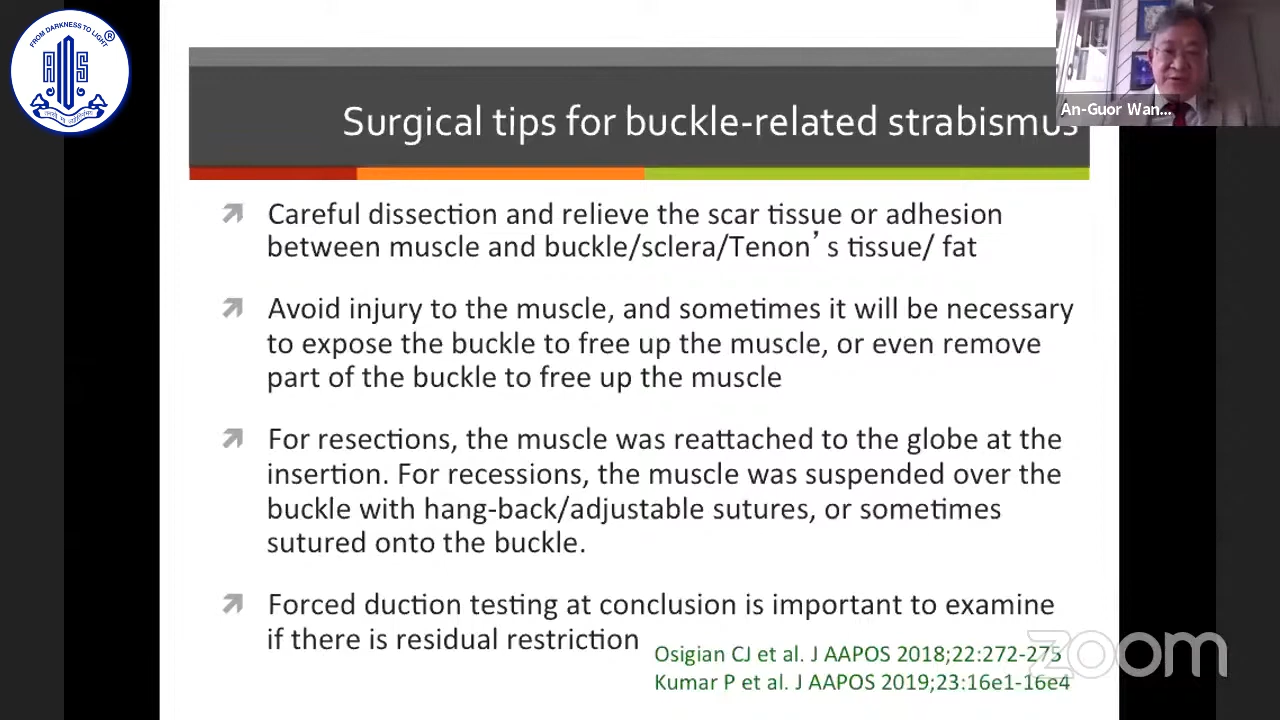 FROM DARKNESS TO LIGHT
®
An-Guor Wan...
Surgical tips for buckle-related strabismus
Careful dissection and relieve the scar tissue or adhesion
between muscle and buckle/sclera/Tenon’s tissue/ fat
Avoid injury to the muscle, and sometimes it will be necessary
to expose the buckle to free up the muscle, or even remove
part of the buckle to free up the muscle
For resections, the muscle was reattached to the globe at the
insertion. For recessions, the muscle was suspended over the
buckle with hang-back/adjustable sutures, or sometimes
sutured onto the buckle.
Forced duction testing at conclusion is important to examine
if there is residual restriction
Osigian CJ et al. J AAPOS 2018;22:272-275
Kumar P et al. J AAPOS 2019;23:16e1-16e4
zoom